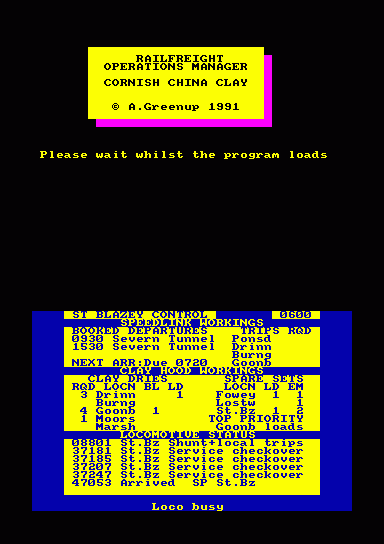 RAILFREIGHT
OPERATIONS MANAGER
CORNISH CHINA CLAY
© A.Greenup 1991
Please wait whilst the program loads
ST BLAZEY CONTROL 0600
SPEEDLINK WORKINGS
BOOKED DEPARTURES TRIPS RQD
0930 Severn Tunnel Ponsd
1530 Severn Tunnel Drinn
Burng
NEXT ARR:Due 0720 Goonb
CLAY HOOD WORKINGS
CLAY DRIES SPARE SETS
RQD LOCN BL LD LOCN LD EM
3 Drinn 1 Fowey 1 1
Burng Lostw 1
4 Goonb 1 St.Bz 1 2
1 Moors TOP PRIORITY
Marsh Goonb loads
LOCOMOTIVE STATUS
08801 St.Bz Shunt+local trips
37181 St.Bz Service checkover
37185 St.Bz Service checkover
37207 St.Bz Service checkover
37247 St.Bz Service checkover
47053 Arrived SP St.Bz
Loco busy